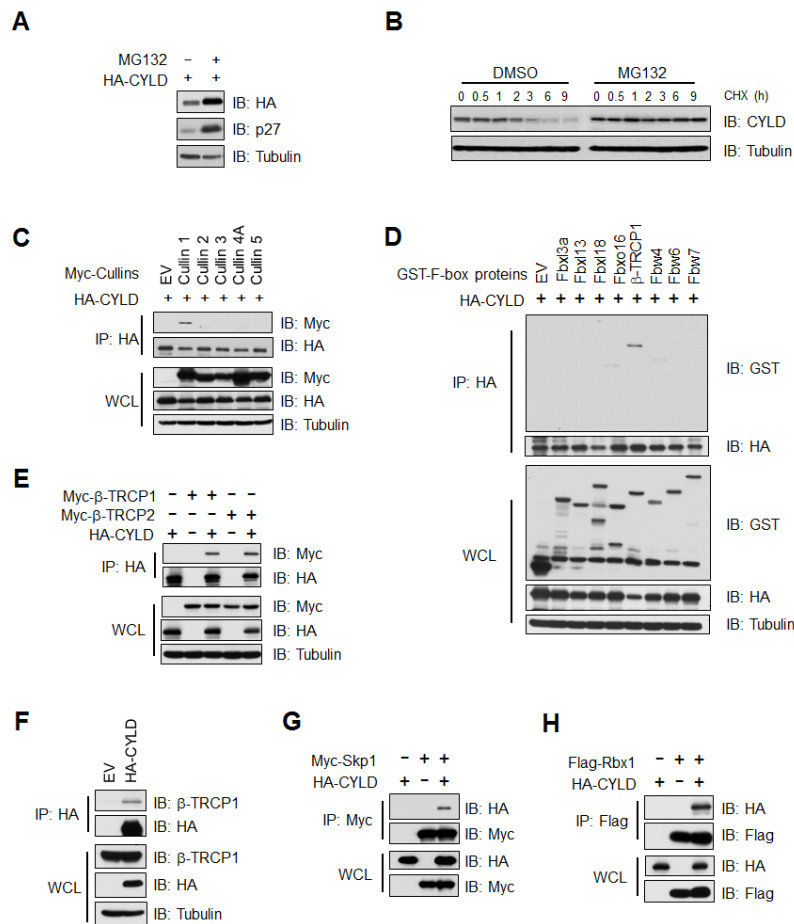 A
MG132 – +
HA-CYLD + +
IB: HA
IB: p27
IB: Tubulin
B
DMSO MG132
0 0.5 1 2 3 6 9 0 0.5 1 2 3 6 9 CHX (h)
IB: CYLD
IB: Tubulin
C
Myc-Cullins EV Cullin 1 Cullin 2 Cullin 3 Cullin 4A Cullin 5
HA-CYLD + + + + + +
IP: HA
IB: Myc
IB: HA
WCL
IB: Myc
IB: HA
IB: Tubulin
D
GST-F-box proteins EV Fbxl3a Fbxl13 Fbxl18 Fbxo16 β-TRCP1 Fbw4 Fbw6 Fbw7
HA-CYLD + + + + + + + + +
IP: HA
IB: GST
IB: HA
WCL
IB: GST
IB: HA
IB: Tubulin
E
Myc-β-TRCP1 – + + – –
Myc-β-TRCP2 – – – + +
HA-CYLD + – + – +
IP: HA
IB: Myc
IB: HA
WCL
IB: Myc
IB: HA
IB: Tubulin
F
EV HA-CYLD
IP: HA
IB: β-TRCP1
IB: HA
WCL
IB: β-TRCP1
IB: HA
IB: Tubulin
G
Myc-Skp1 – + +
HA-CYLD + – +
IP: Myc
IB: HA
IB: Myc
WCL
IB: HA
IB: Myc
H
Flag-Rbx1 – + +
HA-CYLD + – +
IP: Flag
IB: HA
IB: Flag
WCL
IB: HA
IB: Flag